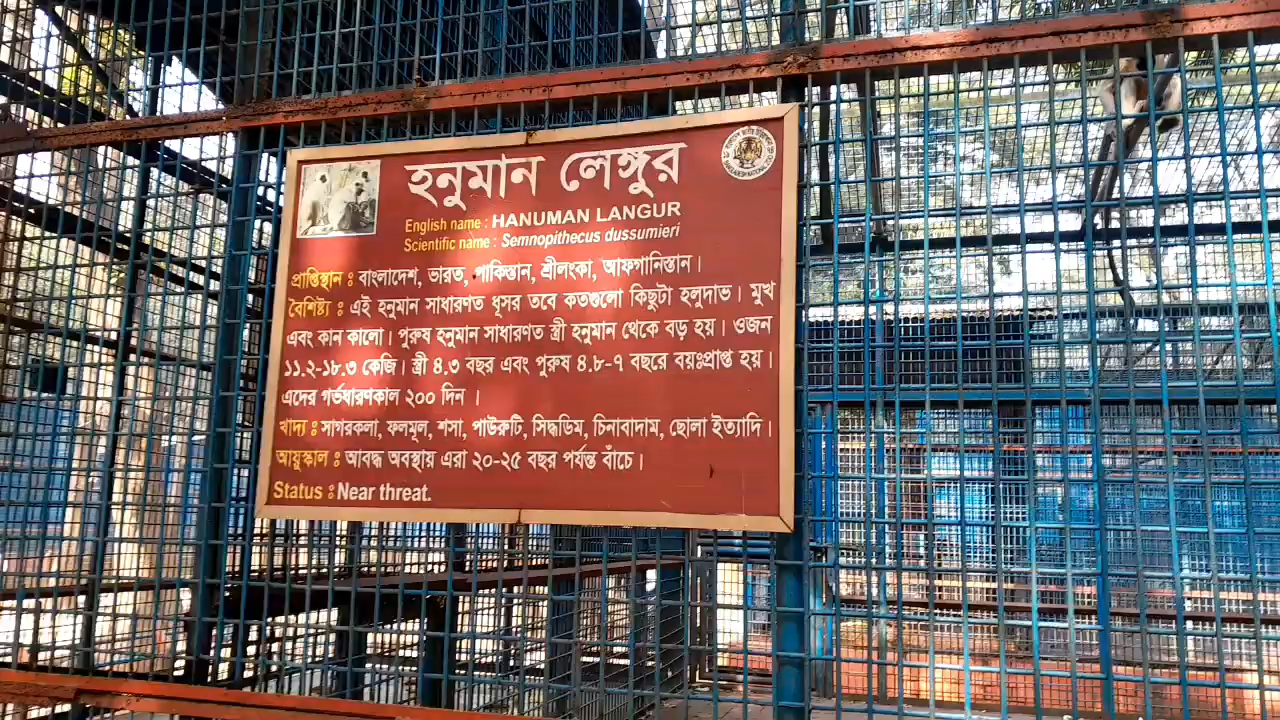 হনুমান লেঙ্গুর
English name : HANUMAN LANGUR
Scientific name : Semnopithecus dussumieri
প্রাপ্তিস্থান : বাংলাদেশ, ভারত, পাকিস্তান, শ্রীলংকা, আফগানিস্তান।
বৈশিষ্ট্য : এই হনুমান সাধারণত ধূসর তবে কতগুলো কিছুটা হলুদাভ। মুখ
এবং কান কালো। পুরুষ হনুমান সাধারণত স্ত্রী হনুমান থেকে বড় হয়। ওজন
১১.২-১৮.৩ কেজি। স্ত্রী ৪.৩ বছর এবং পুরুষ ৪.৮-৭ বছরে বয়ঃপ্রাপ্ত হয়।
এদের গর্ভধারণকাল ২০০ দিন ।
খাদ্য : সাগরকলা, ফলমূল, শসা, পাউরুটি, সিদ্ধডিম, চিনাবাদাম, ছোলা ইত্যাদি।
আয়ুস্কাল : আবদ্ধ অবস্থায় এরা ২০-২৫ বছর পর্যন্ত বাঁচে।
Status : Near threat.